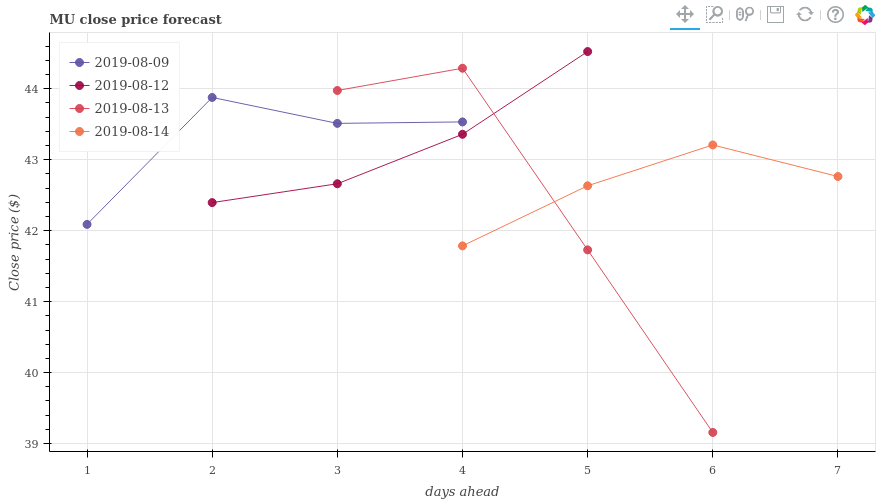 MU close price forecast
2019-08-09
2019-08-12
2019-08-13
2019-08-14
Close price ($)
44
43
42
41
40
39
1 2 3 4 5 6 7
days ahead